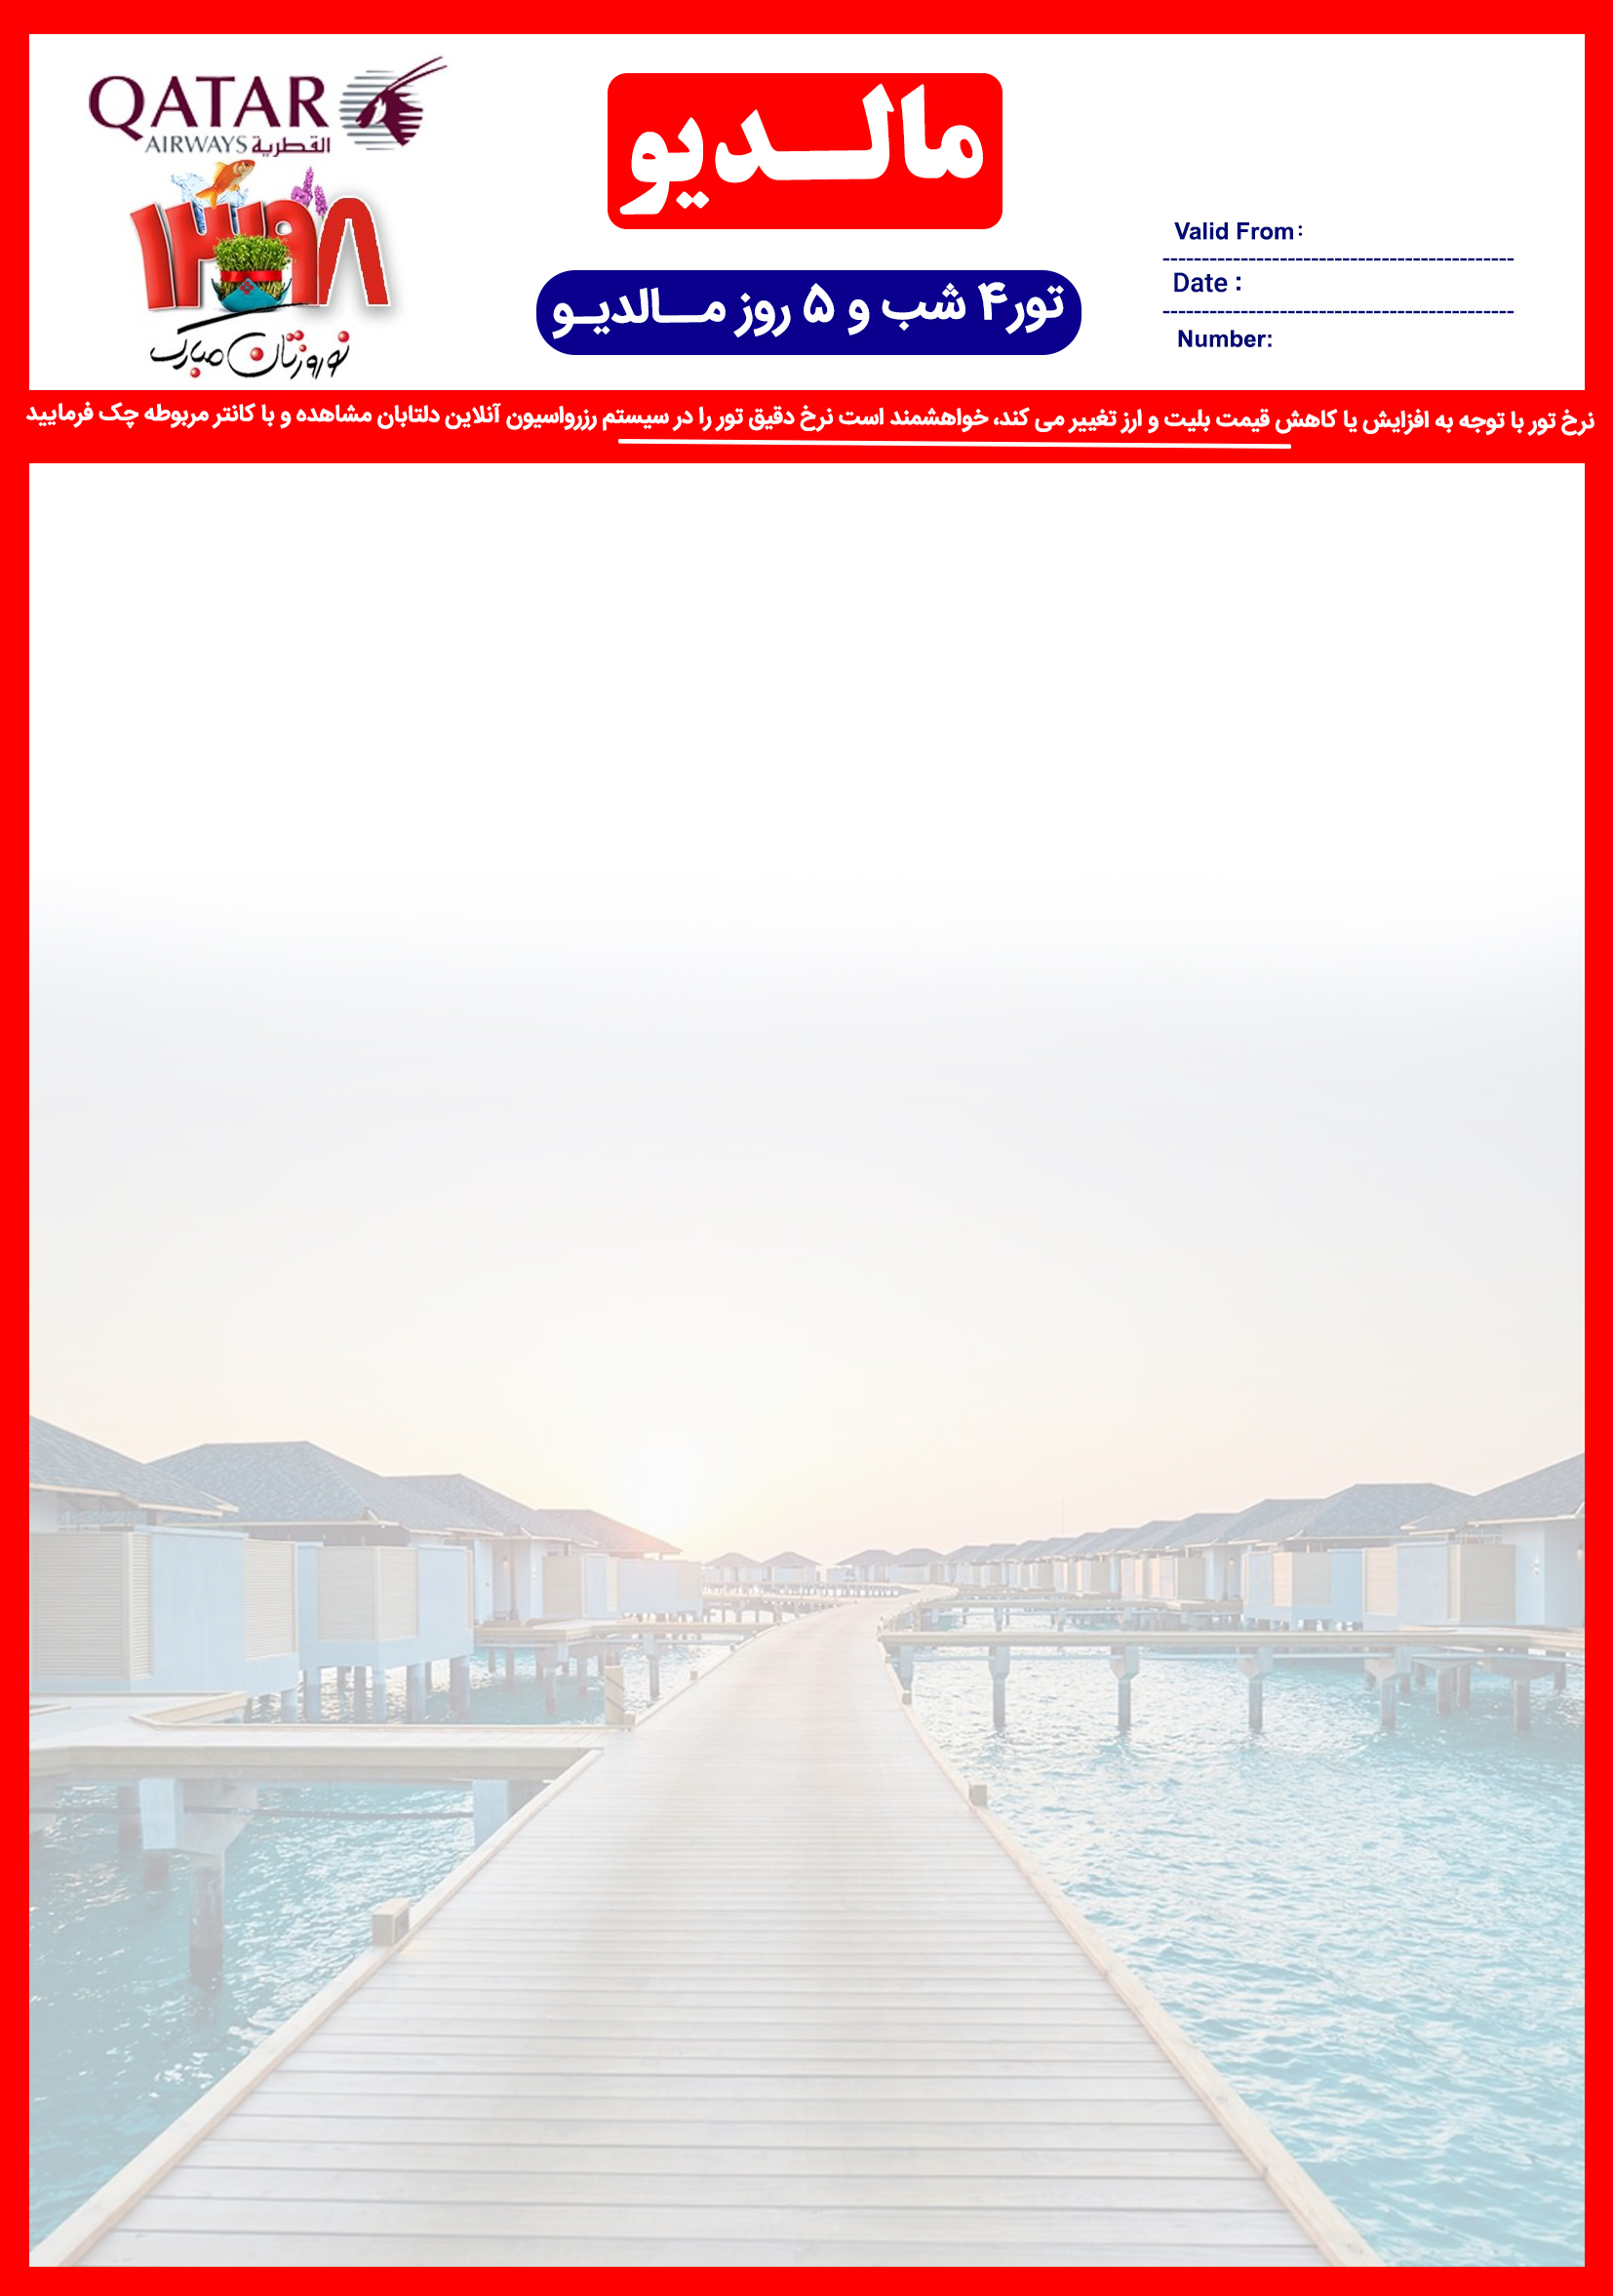 QATAR
AIRWAYS القطرية
۱۳۹۸
نوروزتان مبارک
مالـــدیو
تور۴ شب و ۵ روز مـــالدیـو
Valid From:
Date :
Number:
نرخ تور با توجه به افزایش یا کاهش قیمت بلیت و ارز تغییر می کند، خواهشمند است نرخ دقیق تور را در سیستم رزرواسیون آنلاین دلتابان مشاهده و با کانتر مربوطه چک فرمایید